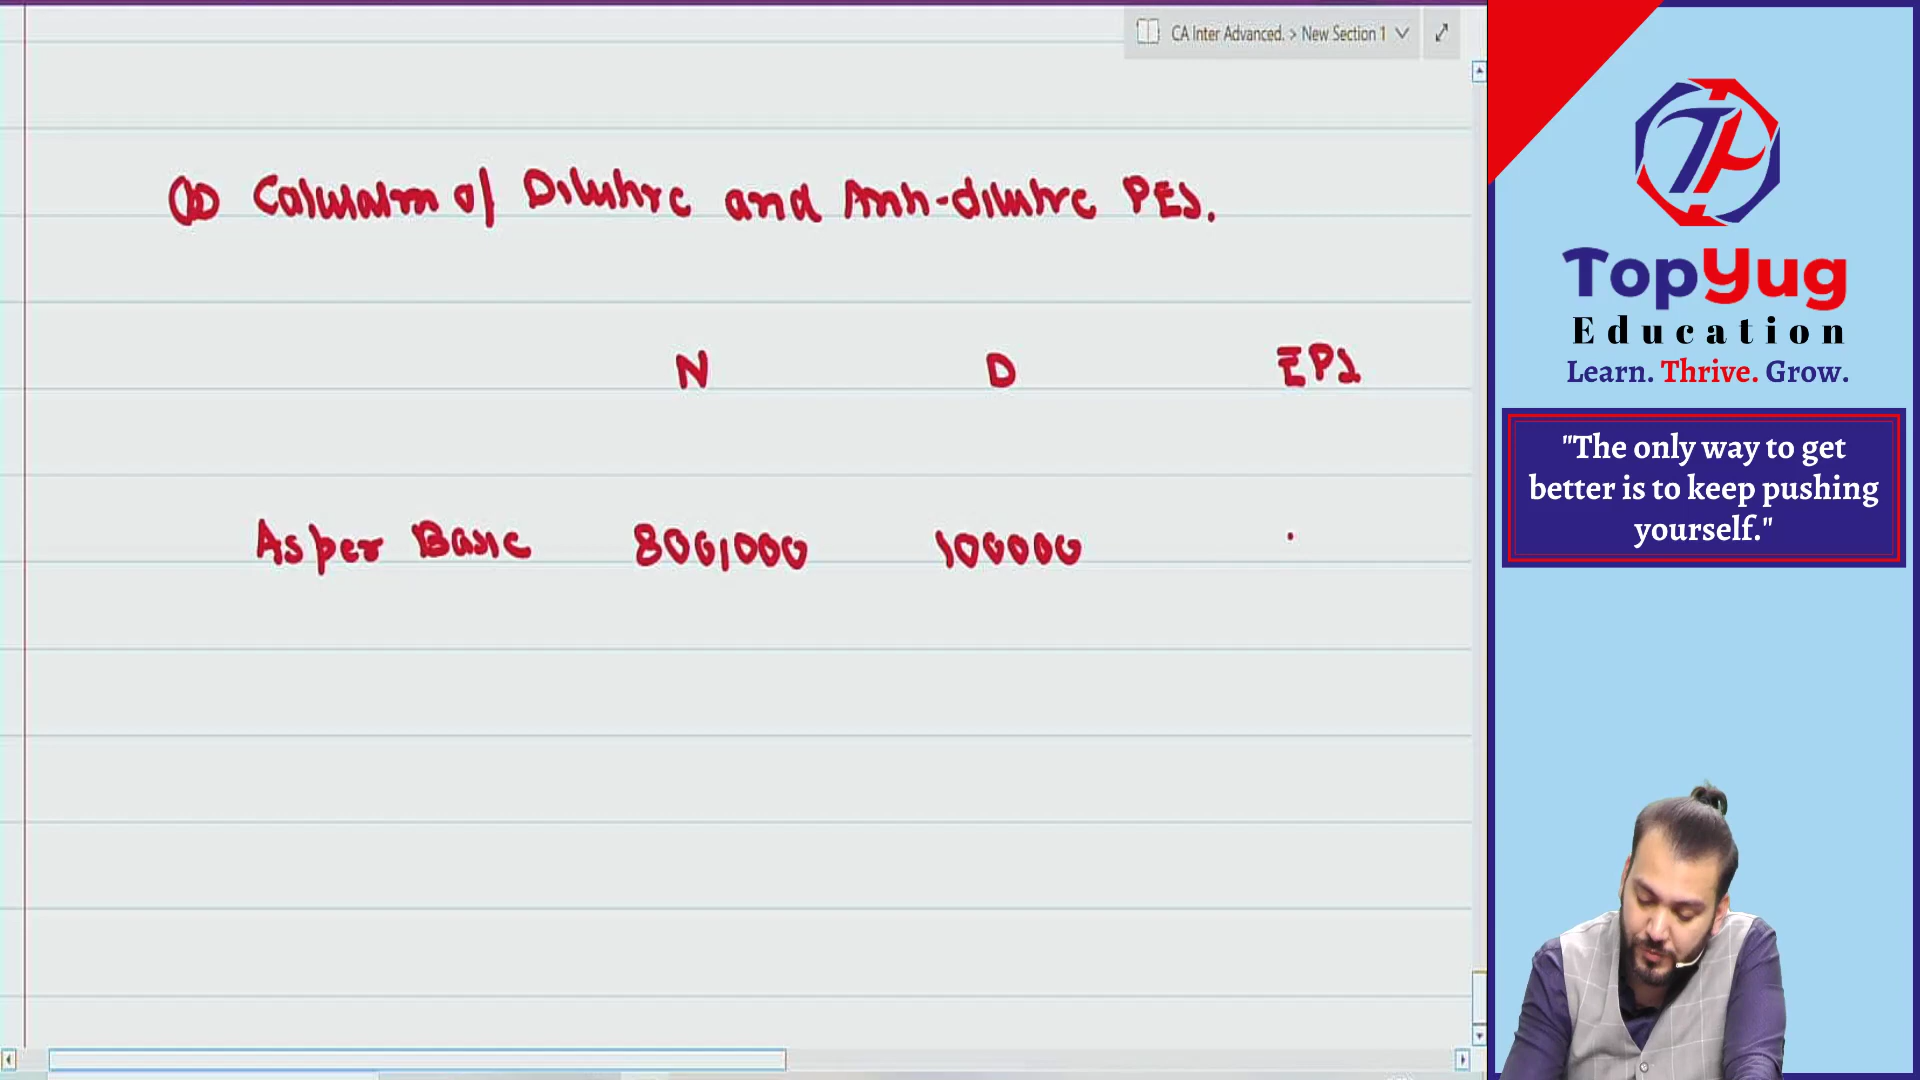 CA Inter Advanced. > New Section 1
(b) Calculation of Dilutive and Anti-dilutive PES.
N D EPS
As per Basic 800,000 100000
TopYug
Education
Learn. Thrive. Grow.
"The only way to get
better is to keep pushing
yourself."